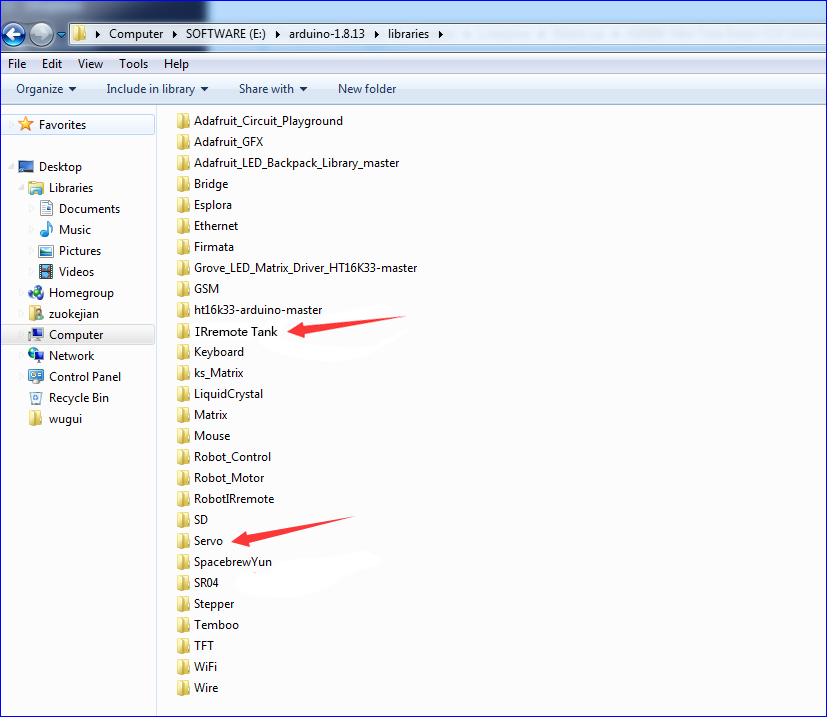 Computer SOFTWARE (E:) arduino-1.8.13 libraries
File Edit View Tools Help
Organize Include in library Share with New folder
Favorites
Desktop
Libraries
Documents
Music
Pictures
Videos
Homegroup
zuokejian
Computer
Network
Control Panel
Recycle Bin
wugui
Adafruit_Circuit_Playground
Adafruit_GFX
Adafruit_LED_Backpack_Library_master
Bridge
Esplora
Ethernet
Firmata
Grove_LED_Matrix_Driver_HT16K33-master
GSM
ht16k33-arduino-master
IRremote Tank
Keyboard
ks_Matrix
LiquidCrystal
Matrix
Mouse
Robot_Control
Robot_Motor
RobotIRremote
SD
Servo
SpacebrewYun
SR04
Stepper
Temboo
TFT
WiFi
Wire